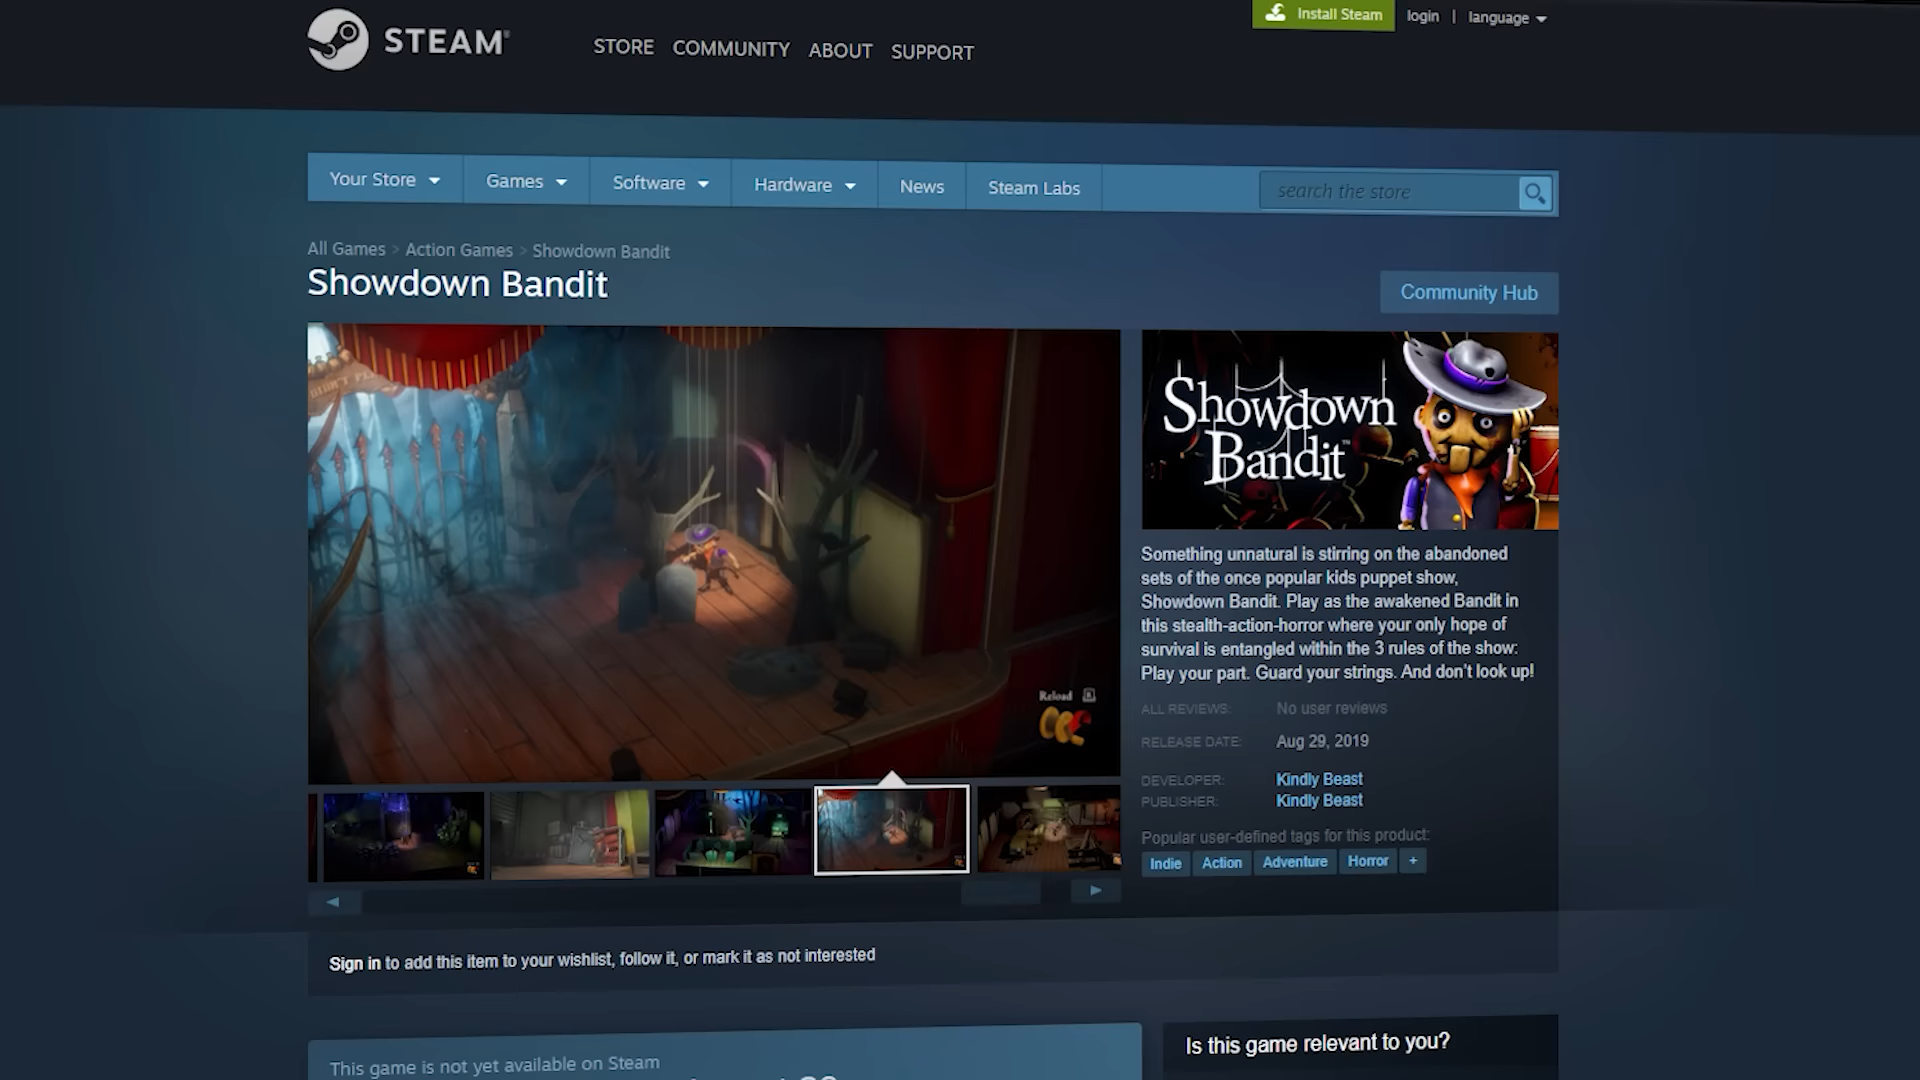 STEAM®
STORE COMMUNITY ABOUT SUPPORT
Install Steam login | language
Your Store Games Software Hardware News Steam Labs search the store
All Games > Action Games > Showdown Bandit
Showdown Bandit
Community Hub
Showdown
Bandit™
Something unnatural is stirring on the abandoned
sets of the once popular kids puppet show,
Showdown Bandit. Play as the awakened Bandit in
this stealth-action-horror where your only hope of
survival is entangled within the 3 rules of the show:
Play your part. Guard your strings. And don't look up!
Reload
ALL REVIEWS: No user reviews
RELEASE DATE: Aug 29, 2019
DEVELOPER: Kindly Beast
PUBLISHER: Kindly Beast
Popular user-defined tags for this product:
Indie Action Adventure Horror +
Sign in to add this item to your wishlist, follow it, or mark it as not interested
This game is not yet available on Steam
Is this game relevant to you?